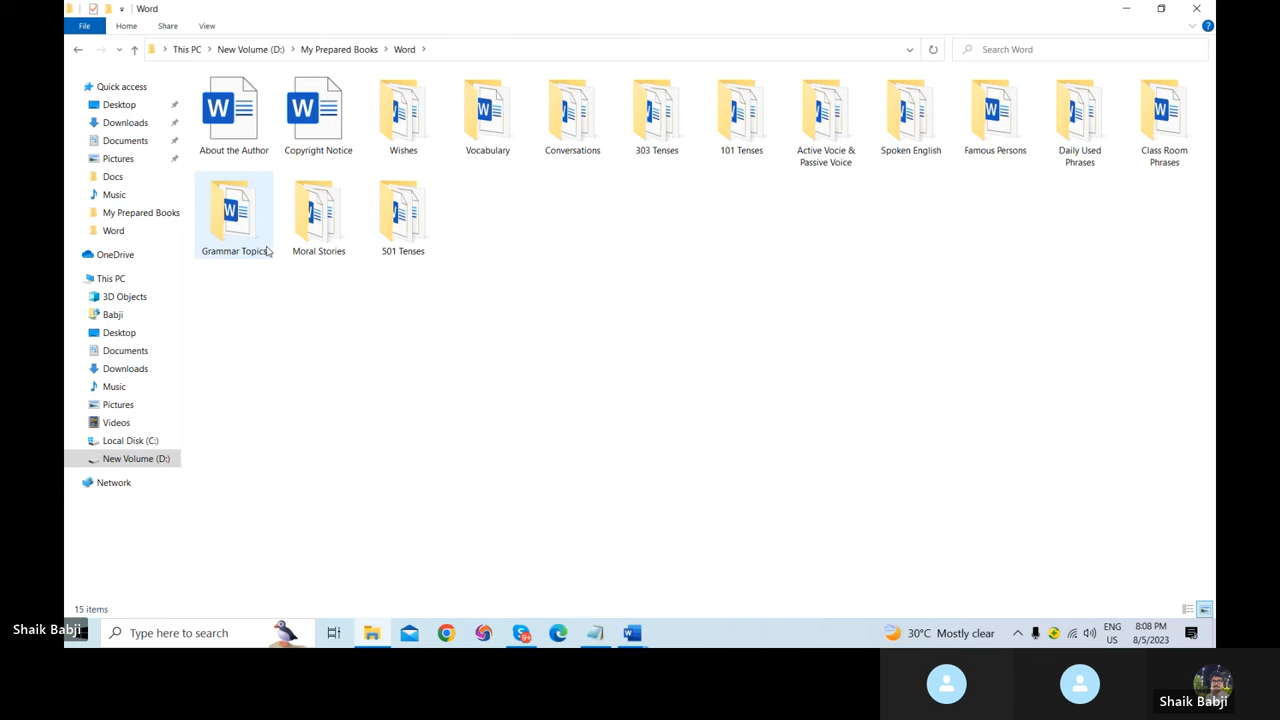 Word
File
Home
Share
View
This PC
New Volume (D:)
My Prepared Books
Word
Search Word
Quick access
Desktop
Downloads
Documents
Pictures
Docs
Music
My Prepared Books
Word
OneDrive
This PC
3D Objects
Babji
Desktop
Documents
Downloads
Music
Pictures
Videos
Local Disk (C:)
New Volume (D:)
Network
About the Author
Copyright Notice
Wishes
Vocabulary
Conversations
303 Tenses
101 Tenses
Active Vocie &
Passive Voice
Spoken English
Famous Persons
Daily Used
Phrases
Class Room
Phrases
Grammar Topics
Moral Stories
501 Tenses
15 items
Shaik Babji
Type here to search
30°C Mostly clear
ENG
US
8:08 PM
8/5/2023
Shaik Babji